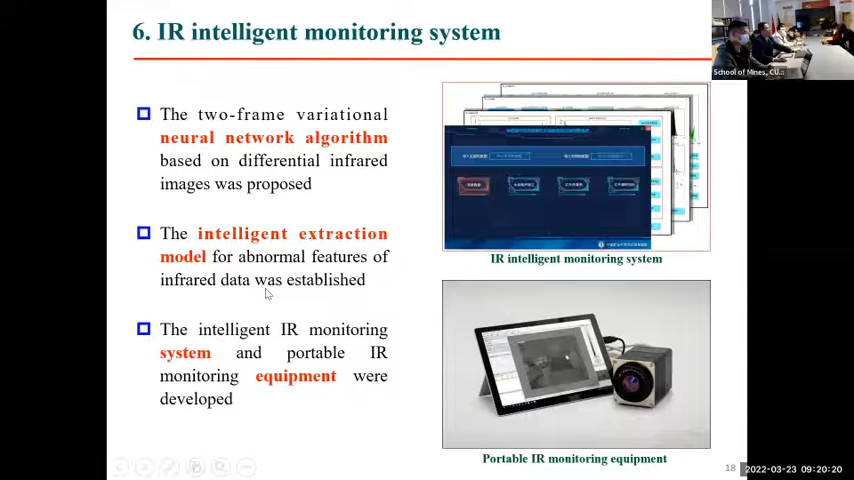 6. IR intelligent monitoring system
School of Mines, CU...
The two-frame variational
neural network algorithm
based on differential infrared
images was proposed
The intelligent extraction
model for abnormal features of
infrared data was established
The intelligent IR monitoring
system and portable IR
monitoring equipment were
developed
IR intelligent monitoring system
Portable IR monitoring equipment
18
2022-03-23 09:20:20